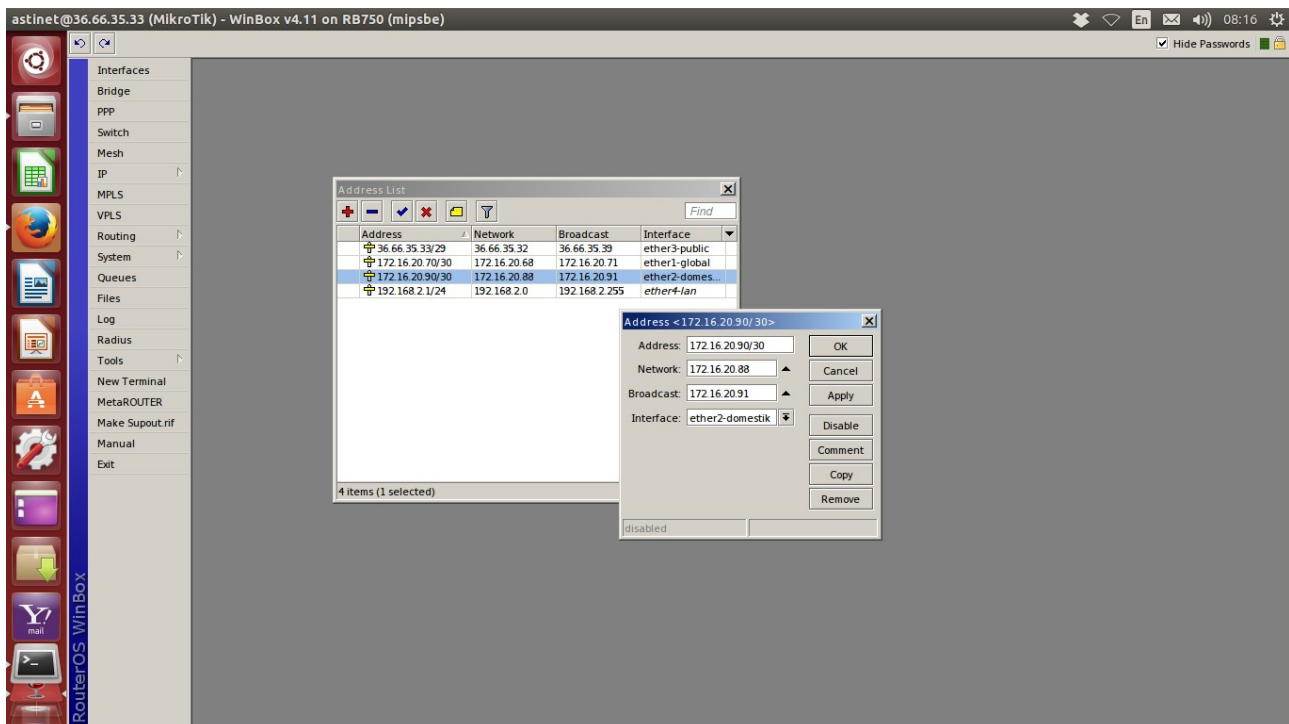 astinet@36.66.35.33 (MikroTik) - WinBox v4.11 on RB750 (mipsbe)
En
08:16
Hide Passwords
Interfaces
Bridge
PPP
Switch
Mesh
IP
MPLS
VPLS
Routing
System
Queues
Files
Log
Radius
Tools
New Terminal
MetaROUTER
Make Supout.rif
Manual
Exit
RouterOS WinBox
Y! mail
Address List
Find
Address Network Broadcast Interface
36.66.35.33/29 36.66.35.32 36.66.35.39 ether3-public
172.16.20.70/30 172.16.20.68 172.16.20.71 ether1-global
172.16.20.90/30 172.16.20.88 172.16.20.91 ether2-domes...
192.168.2.1/24 192.168.2.0 192.168.2.255 ether4-lan
4 items (1 selected)
Address <172.16.20.90/30>
Address: 172.16.20.90/30
Network: 172.16.20.88
Broadcast: 172.16.20.91
Interface: ether2-domestik
OK
Cancel
Apply
Disable
Comment
Copy
Remove
disabled